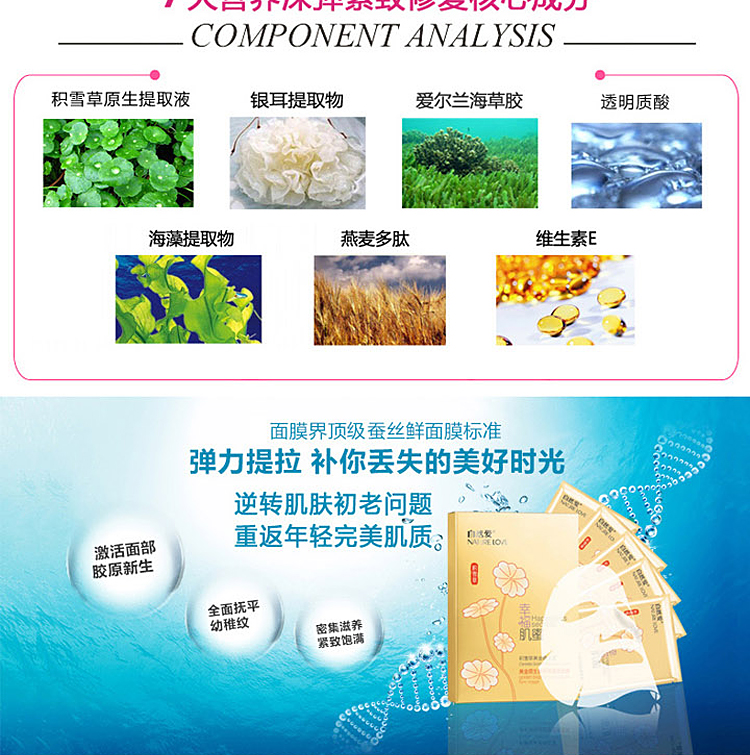 7大营养深弹紧致修复核心成分
COMPONENT ANALYSIS
积雪草原生提取液
银耳提取物
爱尔兰海草胶
透明质酸
海藻提取物
燕麦多肽
维生素E
面膜界顶级蚕丝鲜面膜标准
弹力提拉 补你丢失的美好时光
逆转肌肤初老问题
重返年轻完美肌质
激活面部
胶原新生
全面抚平
幼稚纹
密集滋养
紧致饱满
自然爱
NATURE LOVE
幸福
肌蜜